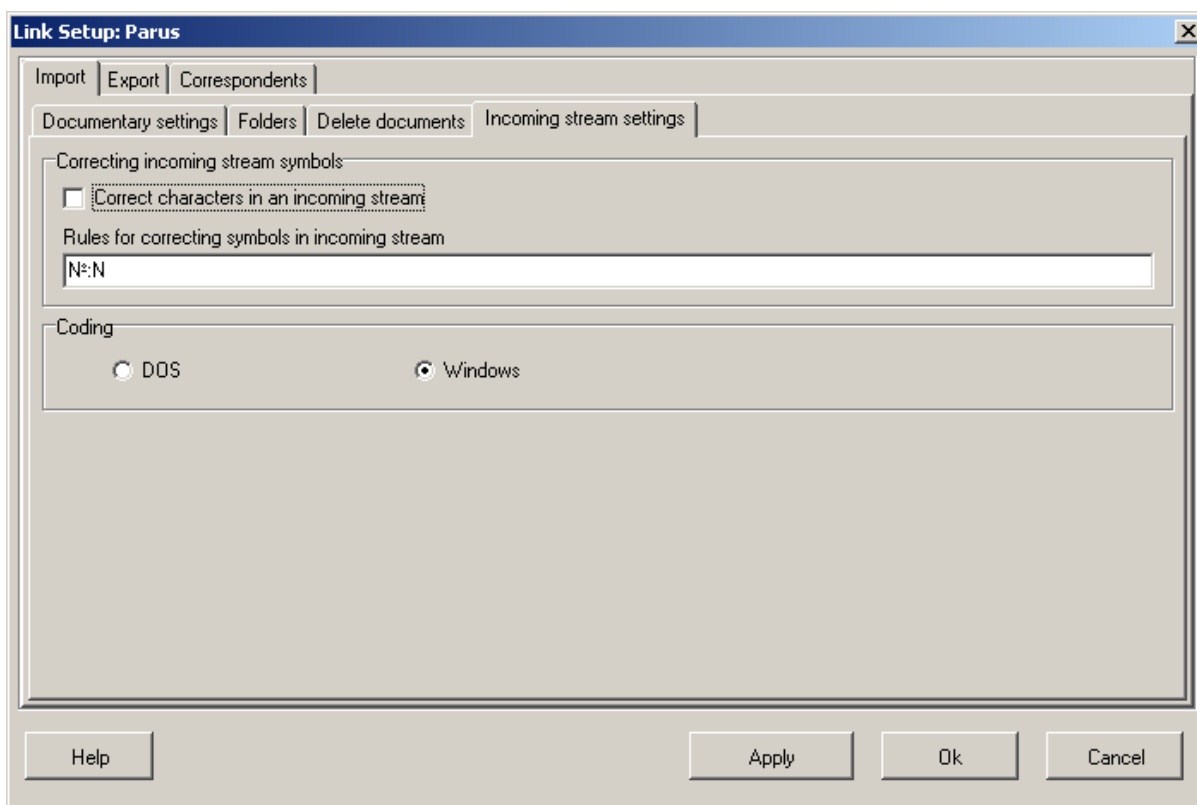 Link Setup: Parus
Import Export Correspondents
Documentary settings Folders Delete documents Incoming stream settings
Correcting incoming stream symbols
Correct characters in an incoming stream
Rules for correcting symbols in incoming stream
№:N
Coding
DOS Windows
Help Apply Ok Cancel